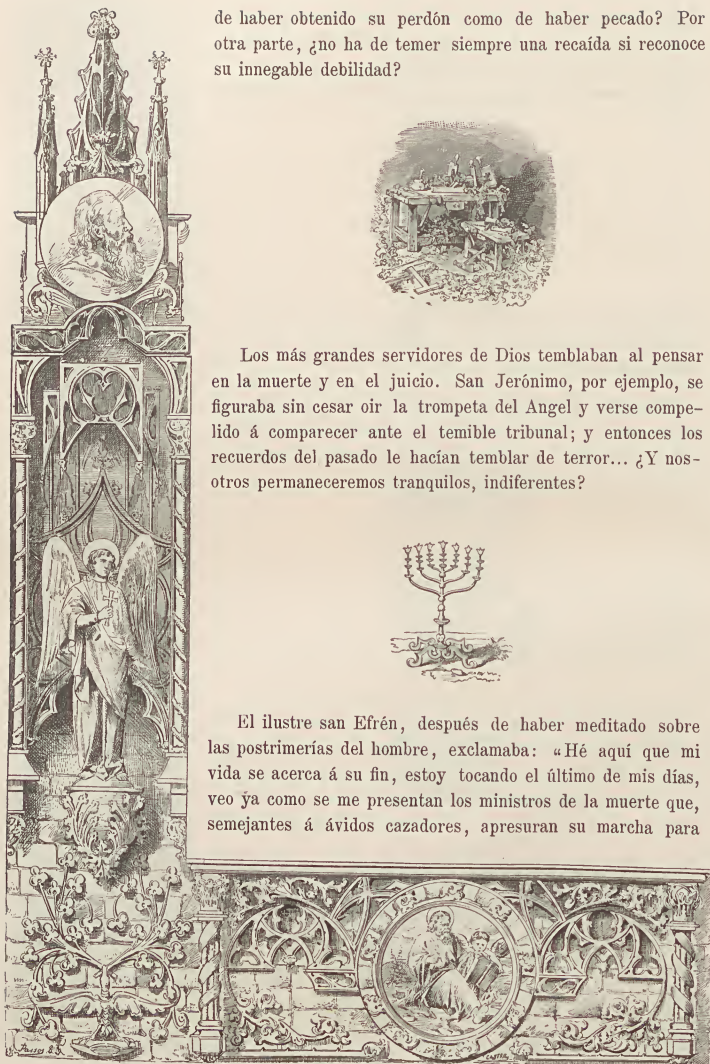 de haber obtenido su perdón como de haber pecado? Por
otra parte, ¿no ha de temer siempre una recaída si reconoce
su innegable debilidad?
Los más grandes servidores de Dios temblaban al pensar
en la muerte y en el juicio. San Jerónimo, por ejemplo, se
figuraba sin cesar oir la trompeta del Angel y verse compe-
lido á comparecer ante el temible tribunal; y entonces los
recuerdos del pasado le hacían temblar de terror... ¿Y nos-
otros permaneceremos tranquilos, indiferentes?
El ilustre san Efrén, después de haber meditado sobre
las postrimerías del hombre, exclamaba: «Hé aquí que mi
vida se acerca á su fin, estoy tocando el último de mis días,
veo ya como se me presentan los ministros de la muerte que,
semejantes á ávidos cazadores, apresuran su marcha para